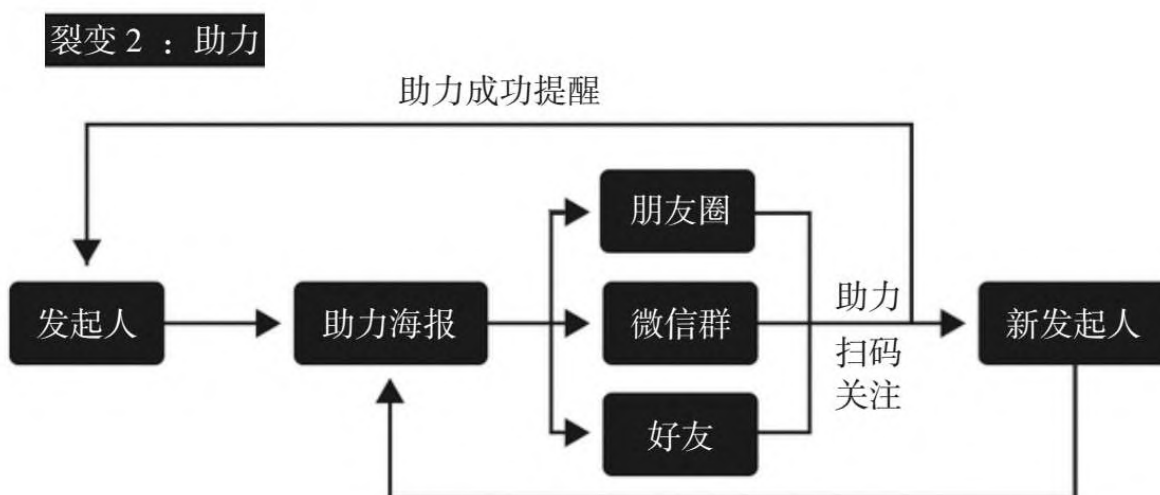 裂变 2 ：助力
助力成功提醒
发起人
助力海报
朋友圈
微信群
好友
助力
扫码
关注
新发起人